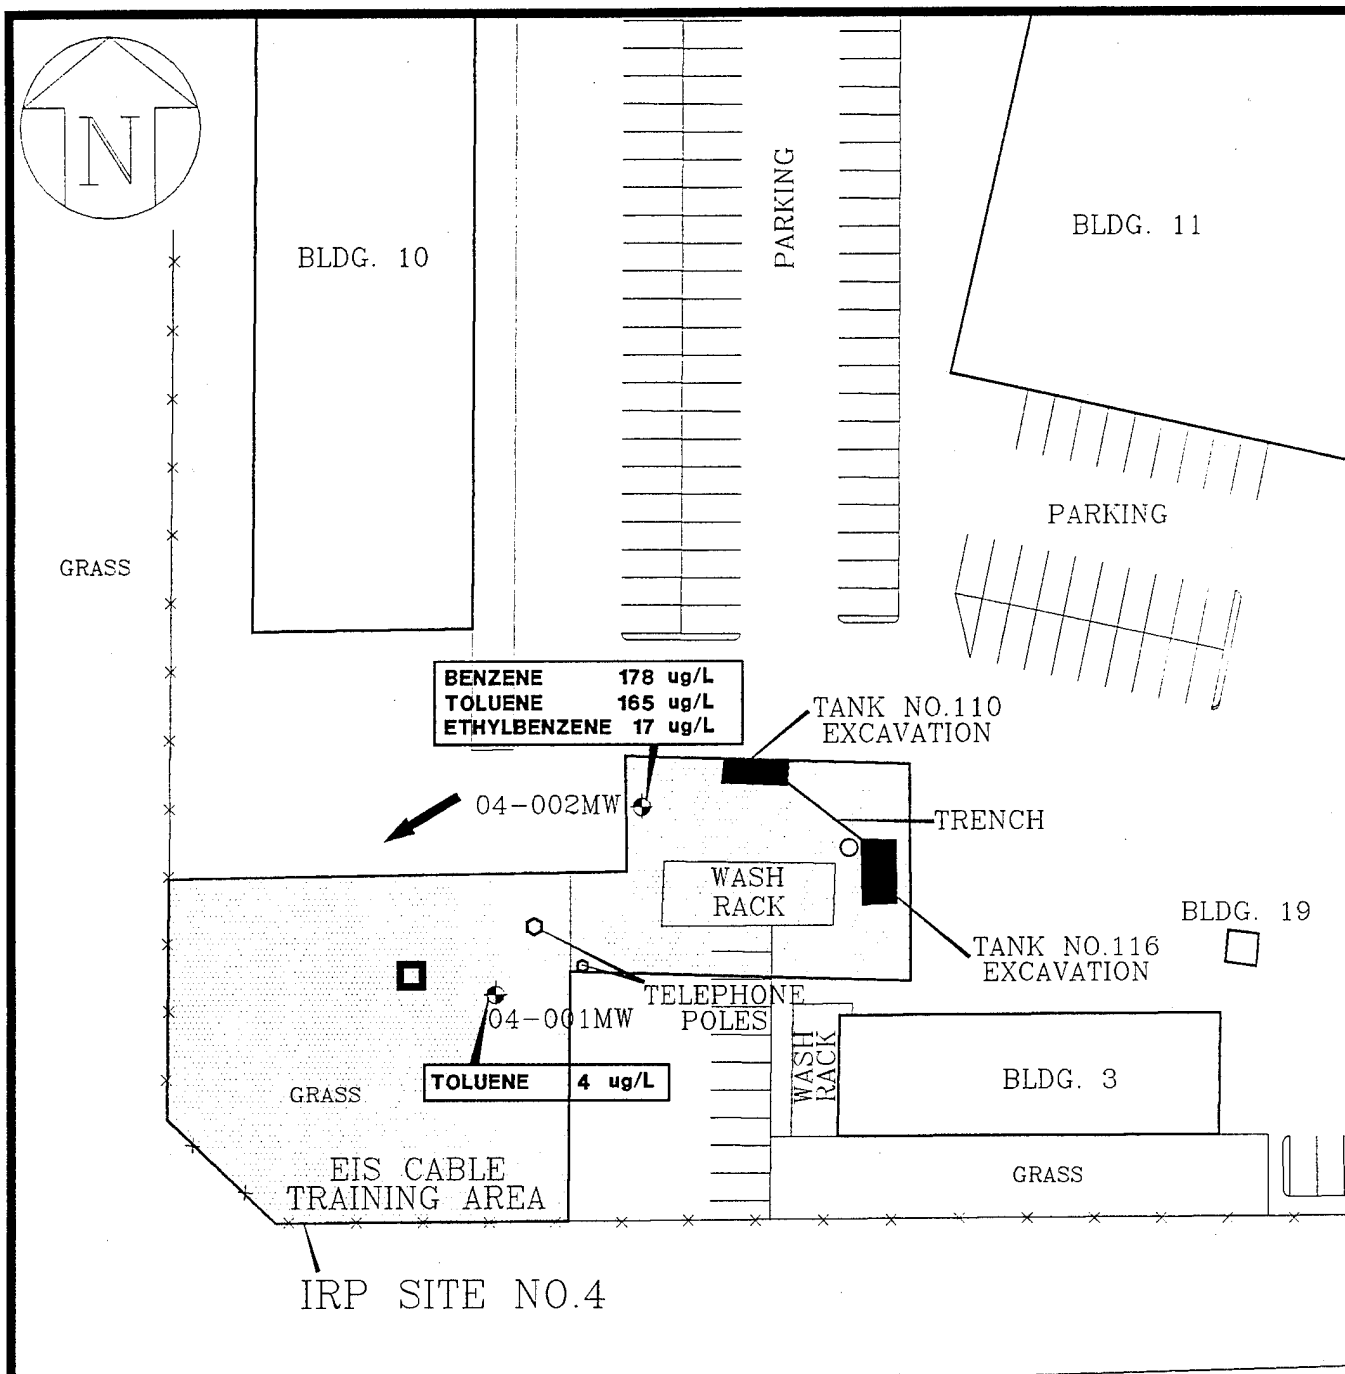 N
BLDG. 10
PARKING
BLDG. 11
PARKING
GRASS
BENZENE 178 ug/L
TOLUENE 165 ug/L
ETHYLBENZENE 17 ug/L
TANK NO.110
EXCAVATION
04-002MW
TRENCH
WASH
RACK
BLDG. 19
TANK NO.116
EXCAVATION
TELEPHONE
POLES
04-001MW
WASH
RACK
BLDG. 3
TOLUENE 4 ug/L
GRASS
EIS CABLE
TRAINING AREA
GRASS
IRP SITE NO.4